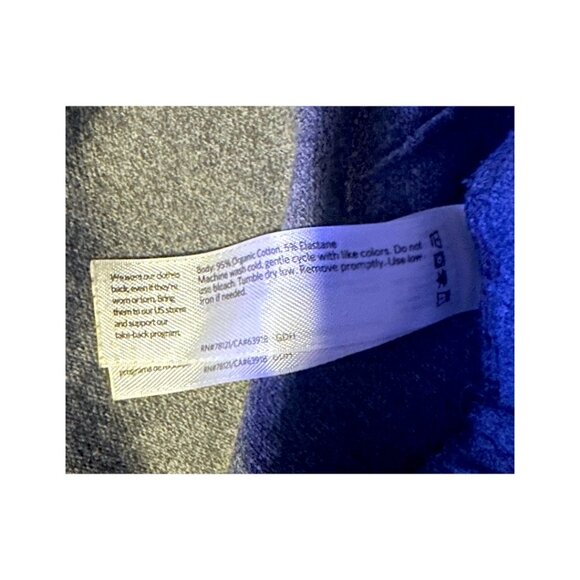 We want our clothes
back, even if they're
worn or torn. Bring
them to our US stores
and support our
take-back program.
Body: 95% Organic Cotton, 5% Elastane
Machine wash cold, gentle cycle with like colors. Do not
use bleach. Tumble dry low. Remove promptly. Use low
iron if needed.
RN#78121/CA#63918 GDH
programa de
RN#78121/CA#63918 GDH